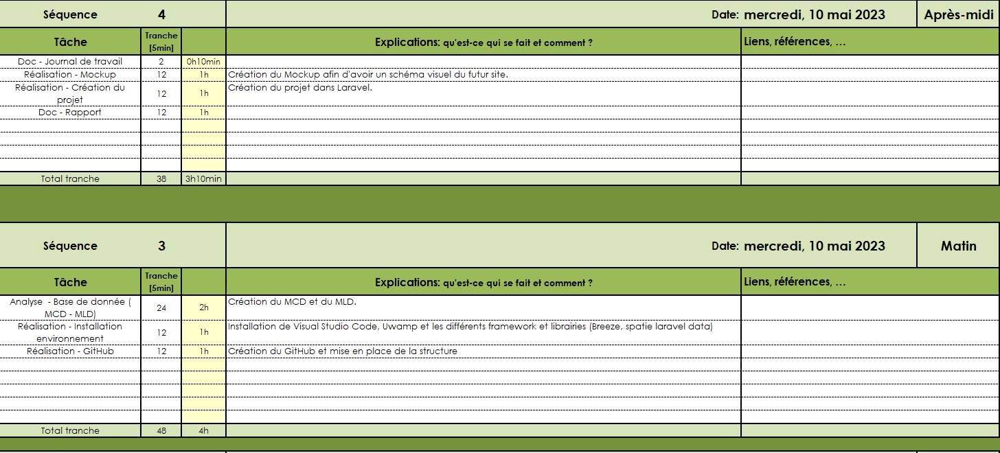 Séquence 4 Date: mercredi, 10 mai 2023 Après-midi
Tâche Tranche [5min] Explications: qu'est-ce qui se fait et comment ? Liens, références, ...
Doc - Journal de travail 2 0h10min
Réalisation - Mockup 12 1h Création du Mockup afin d'avoir un schéma visuel du futur site.
Réalisation - Création du projet 12 1h Création du projet dans Laravel.
Doc - Rapport 12 1h
Total tranche 38 3h10min
Séquence 3 Date: mercredi, 10 mai 2023 Matin
Tâche Tranche [5min] Explications: qu'est-ce qui se fait et comment ? Liens, références, ...
Analyse - Base de donnée ( MCD - MLD) 24 2h Création du MCD et du MLD.
Réalisation - Installation environnement 12 1h Installation de Visual Studio Code, Uwamp et les différents framework et librairies (Breeze, spatie laravel data)
Réalisation - GitHub 12 1h Création du GitHub et mise en place de la structure
Total tranche 48 4h